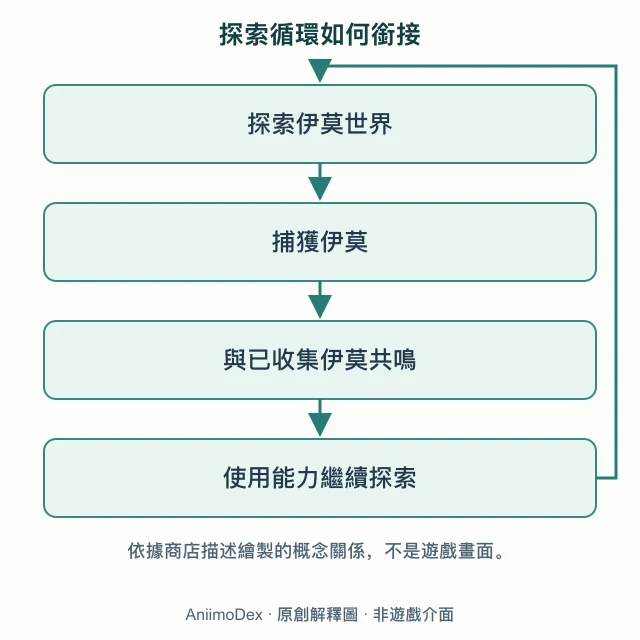 探索循環如何銜接
探索伊莫世界
捕獲伊莫
與已收集伊莫共鳴
使用能力繼續探索
依據商店描述繪製的概念關係，不是遊戲畫面。
AniimoDex · 原創解釋圖 · 非遊戲介面